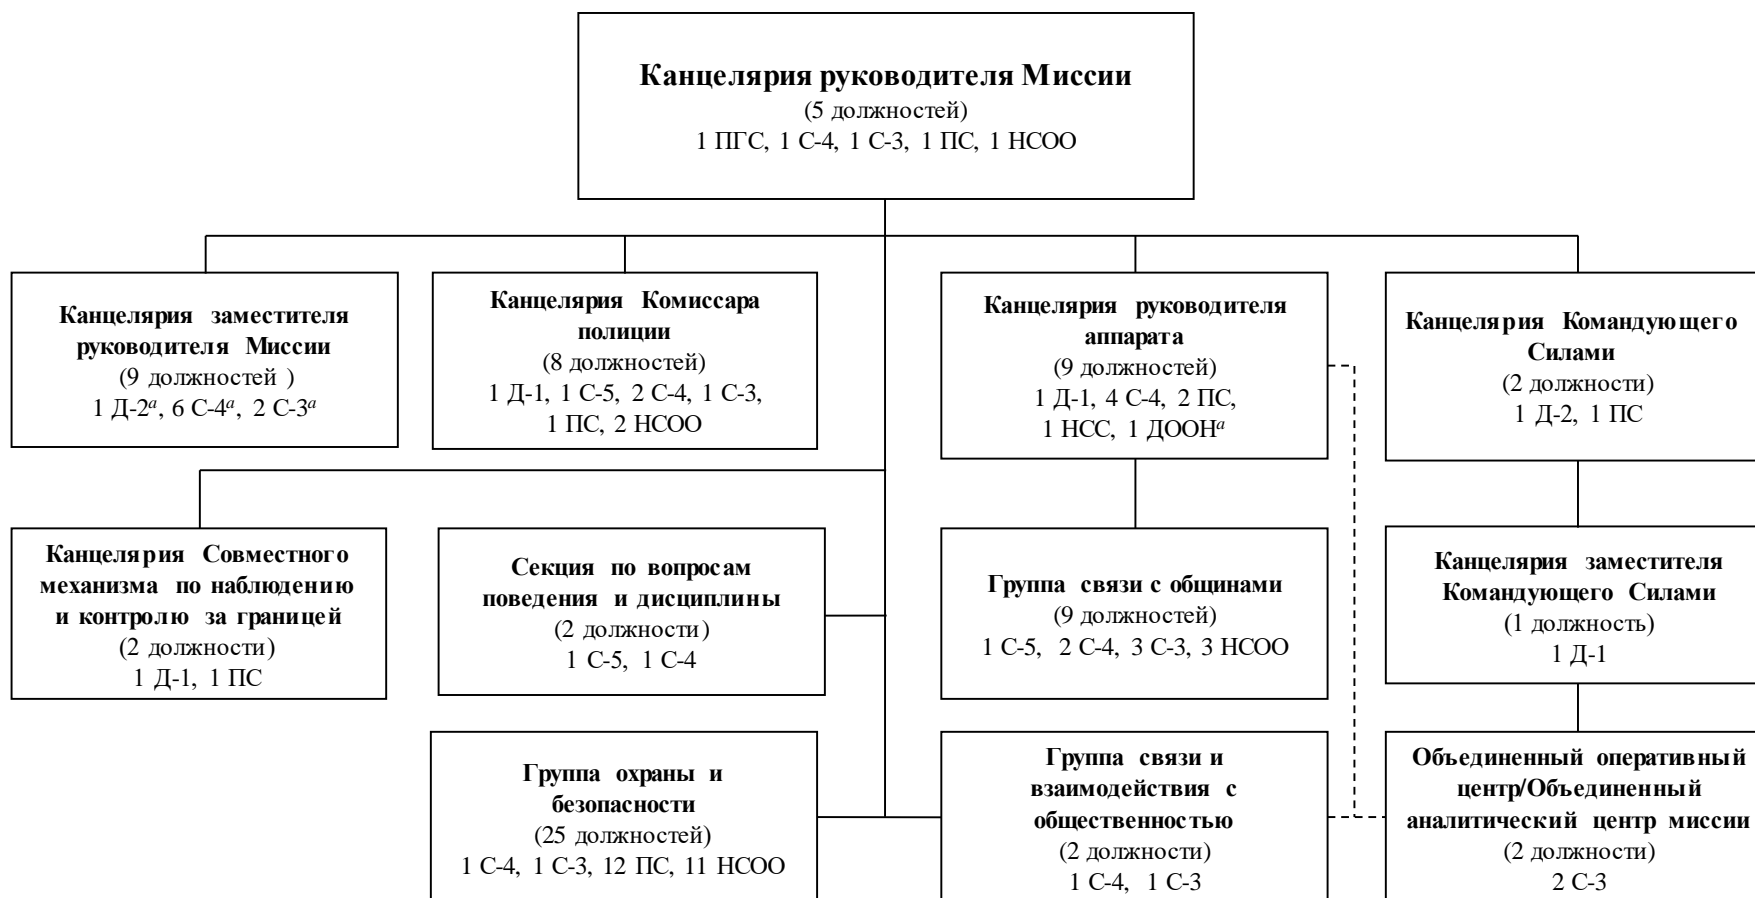 Канцелярия руководителя Миссии
(5 должностей)
1 ПГС, 1 С-4, 1 С-3, 1 ПС, 1 НСОО
Канцелярия заместителя
руководителя Миссии
(9 должностей )
1 Д-2ᵃ, 6 С-4ᵃ, 2 С-3ᵃ
Канцелярия Комиссара
полиции
(8 должностей)
1 Д-1, 1 С-5, 2 С-4, 1 С-3,
1 ПС, 2 НСОО
Канцелярия руководителя
аппарата
(9 должностей)
1 Д-1, 4 С-4, 2 ПС,
1 НСС, 1 ДООНᵃ
Канцелярия Командующего
Силами
(2 должности)
1 Д-2, 1 ПС
Канцелярия Совместного
механизма по наблюдению
и контролю за границей
(2 должности)
1 Д-1, 1 ПС
Секция по вопросам
поведения и дисциплины
(2 должности)
1 С-5, 1 С-4
Группа связи с общинами
(9 должностей)
1 С-5, 2 С-4, 3 С-3, 3 НСОО
Канцелярия заместителя
Командующего Силами
(1 должность)
1 Д-1
Группа охраны и
безопасности
(25 должностей)
1 С-4, 1 С-3, 12 ПС, 11 НСОО
Группа связи и
взаимодействия с
общественностью
(2 должности)
1 С-4, 1 С-3
Объединенный оперативный
центр/Объединенный
аналитический центр миссии
(2 должности)
2 С-3